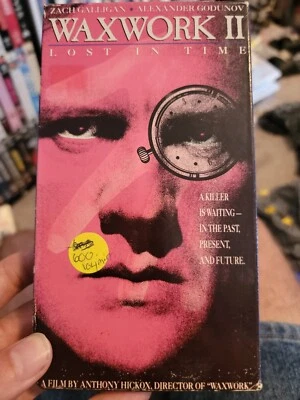 ZACH GALLIGAN • ALEXANDER GODUNOV
WAXWORK II
LOST IN TIME
A KILLER
IS WAITING—
IN THE PAST,
PRESENT,
AND FUTURE.
600
A FILM BY ANTHONY HICKOX, DIRECTOR OF "WAXWORK"